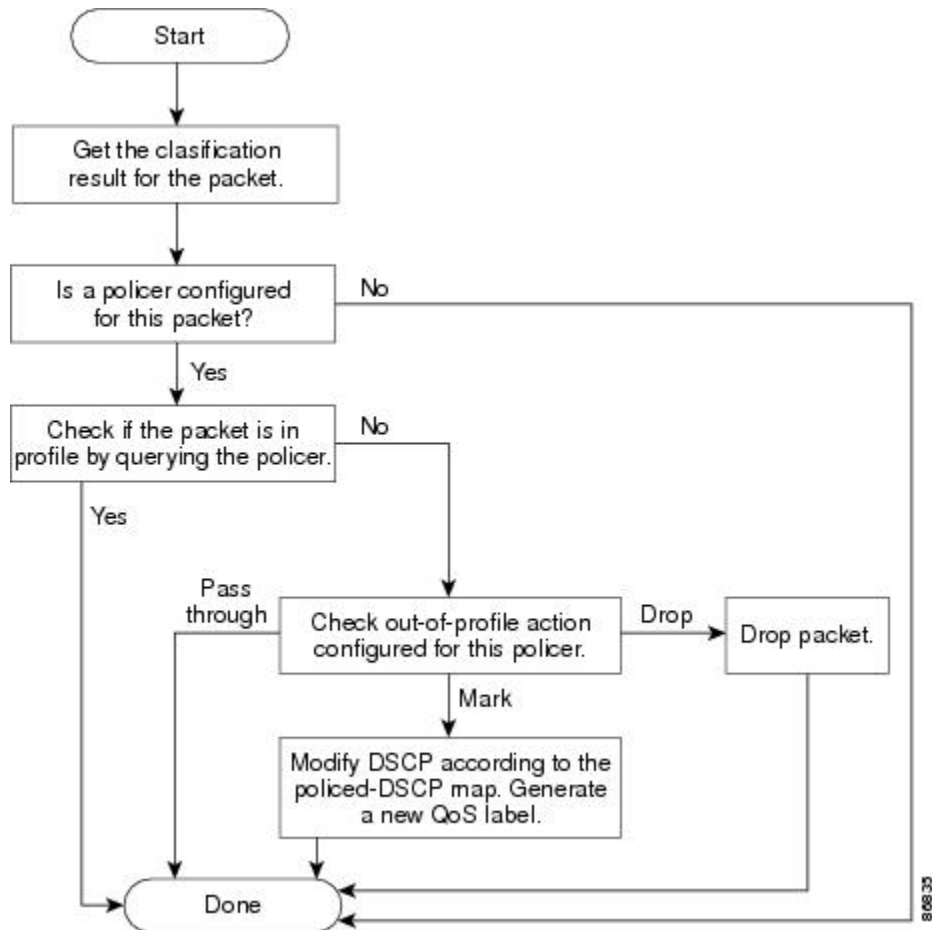 Start
Get the clasification
result for the packet.
Is a policer configured
for this packet?
No
Yes
Check if the packet is in
profile by querying the policer.
No
Yes
Pass
through
Check out-of-profile action
configured for this policer.
Drop
Drop packet.
Mark
Modify DSCP according to the
policed-DSCP map. Generate
a new QoS label.
Done
86835